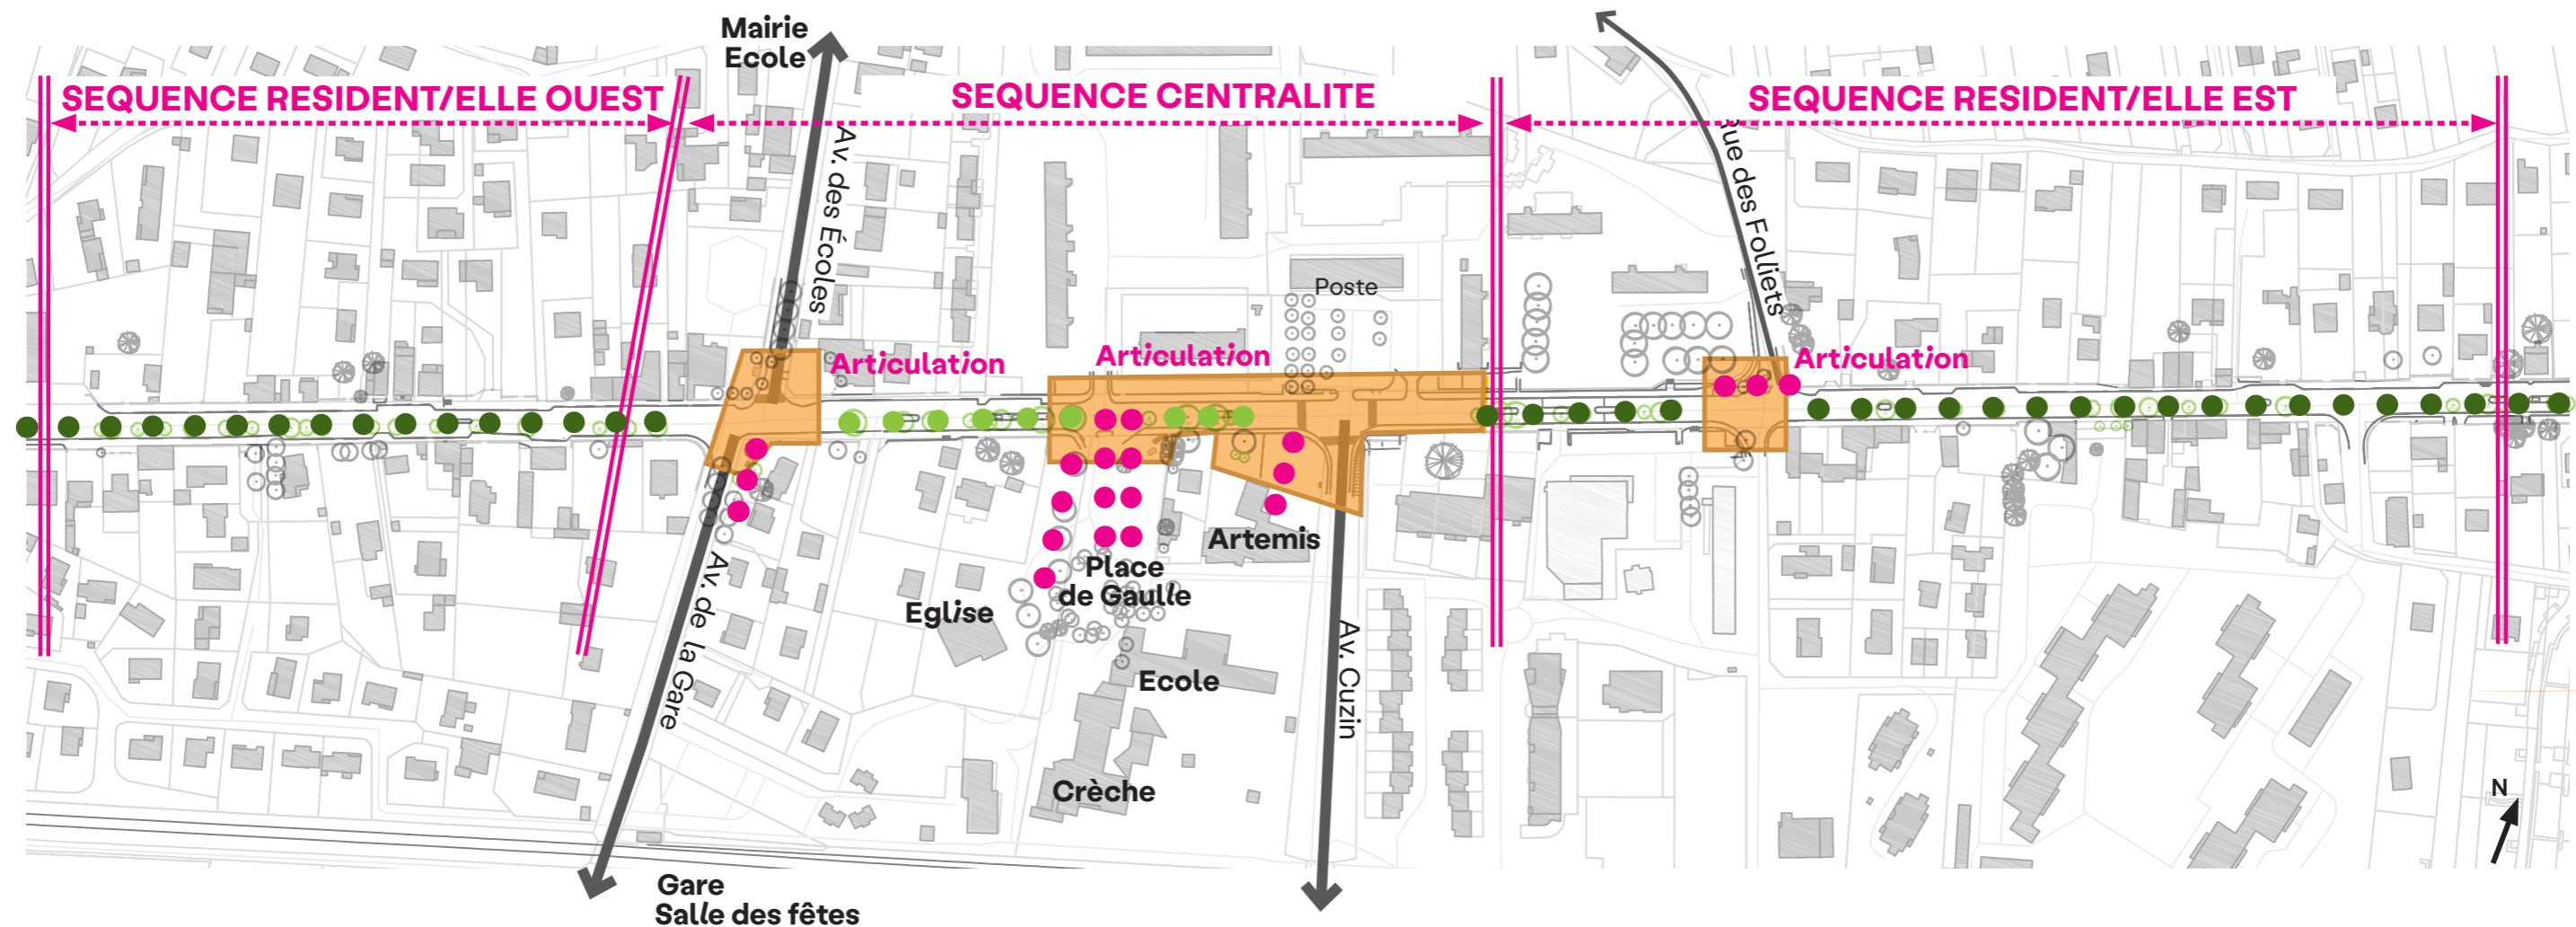 Mairie
Ecole
SEQUENCE RESIDENT/ELLE OUEST
SEQUENCE CENTRALITE
SEQUENCE RESIDENT/ELLE EST
Av. des Écoles
Rue des Folliets
Poste
Articulation
Articulation
Articulation
Artemis
Place
de Gaulle
Eglise
Av. de la Gare
Av. Cuzin
Ecole
Crèche
N
Gare
Salle des fêtes